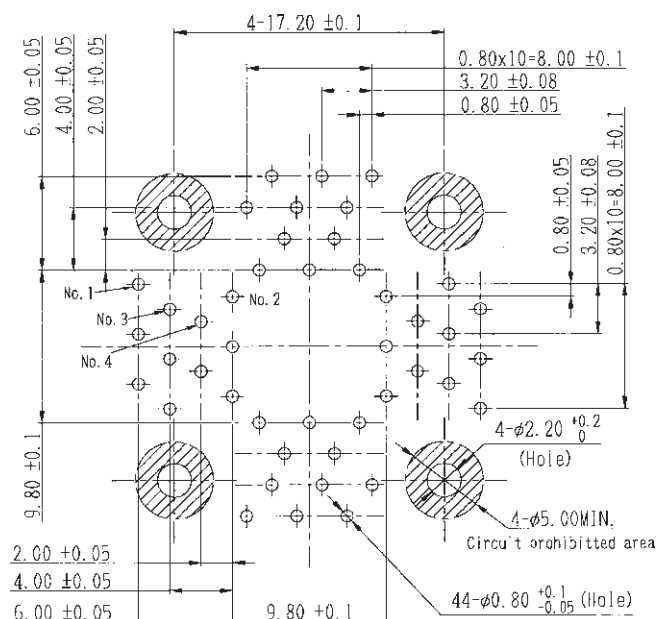 4-17.20 ±0.1
0.80x10=8.00 ±0.1
3.20 ±0.08
0.80 ±0.05
6.00 ±0.05
4.00 ±0.05
2.00 ±0.05
0.80 ±0.05
3.20 ±0.08
0.80x10=8.00 ±0.1
No.1
No.2
No.3
No.4
9.80 ±0.1
4-φ2.20 +0.2 0
(Hole)
4-φ5.00MIN.
Circuit prohibitted area
2.00 ±0.05
4.00 ±0.05
6.00 ±0.05
9.80 ±0.1
44-φ0.80 +0.1 -0.05 (Hole)